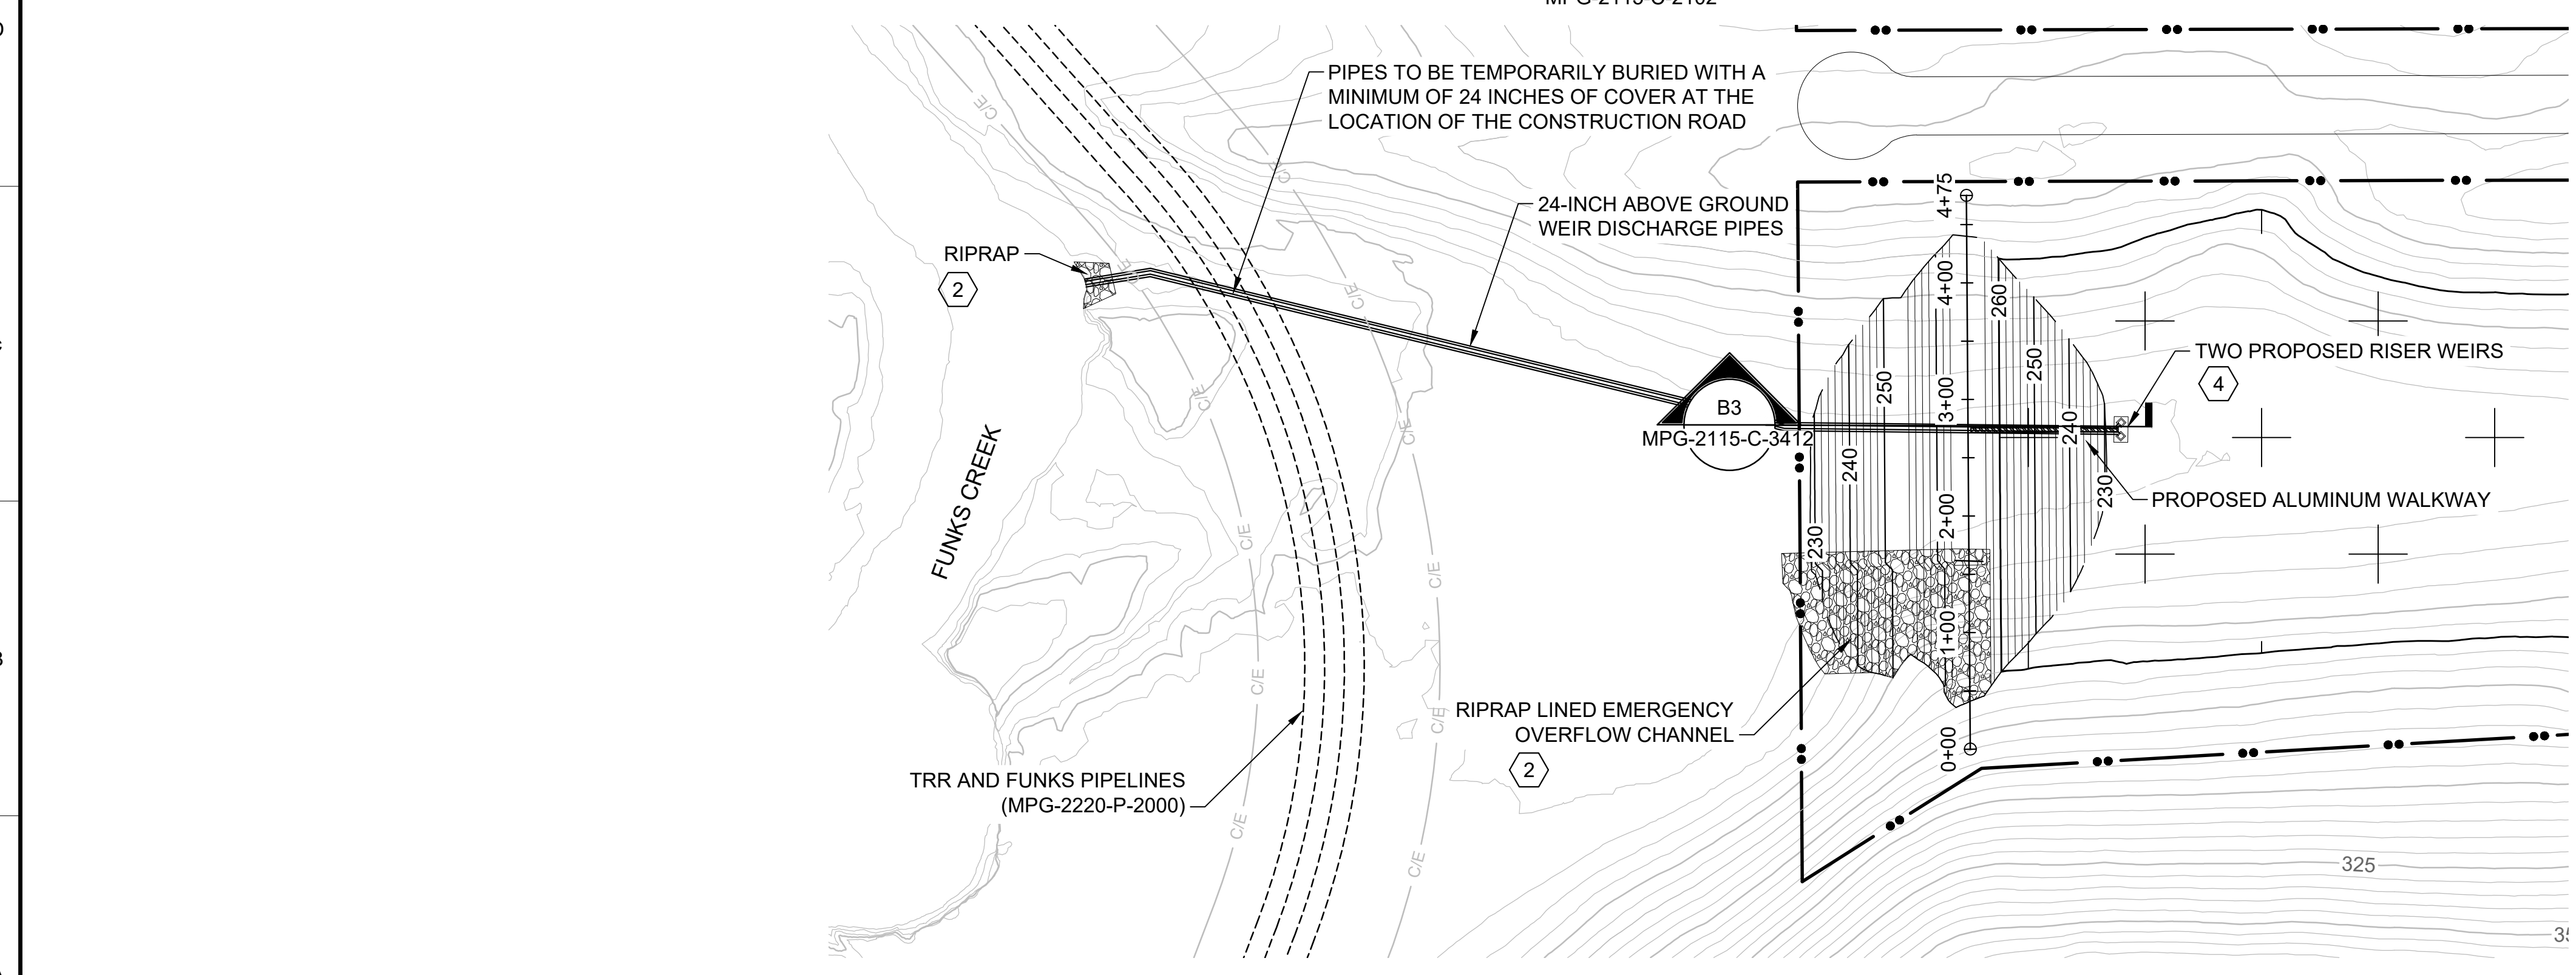 PIPES TO BE TEMPORARILY BURIED WITH A
MINIMUM OF 24 INCHES OF COVER AT THE
LOCATION OF THE CONSTRUCTION ROAD
C/E
C/E
24-INCH ABOVE GROUND
WEIR DISCHARGE PIPES
4+75
RIPRAP
2
C/E
C/E
4+00
260
TWO PROPOSED RISER WEIRS
4
250
250
C/E
3+00
B3
MPG-2115-C-3412
C/E
240
240
FUNKS CREEK
230
PROPOSED ALUMINUM WALKWAY
2+00
230
C/E
C/E
1+00
C/E
C/E
RIPRAP LINED EMERGENCY
OVERFLOW CHANNEL
2
0+00
TRR AND FUNKS PIPELINES
(MPG-2220-P-2000)
C/E
C/E
325